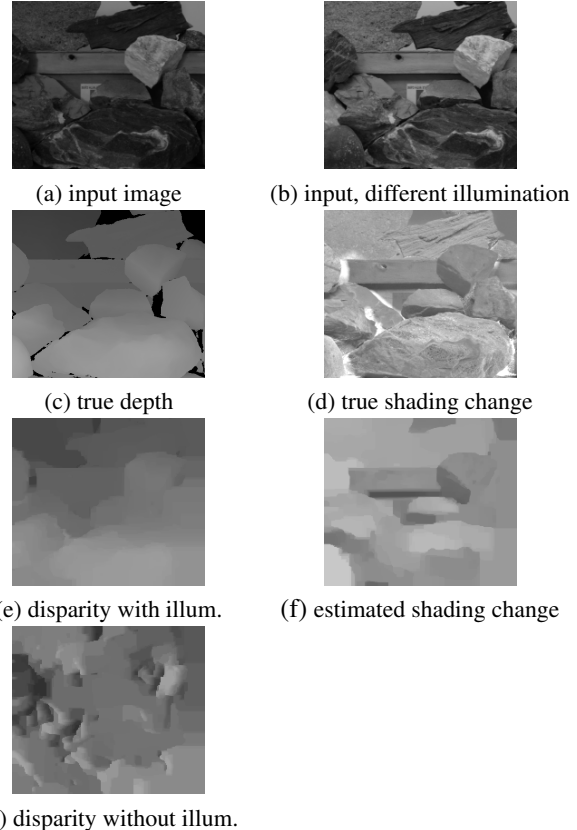 (a) input image
(b) input, different illumination
(c) true depth
(d) true shading change
e) disparity with illum.
(f) estimated shading change
) disparity without illum.